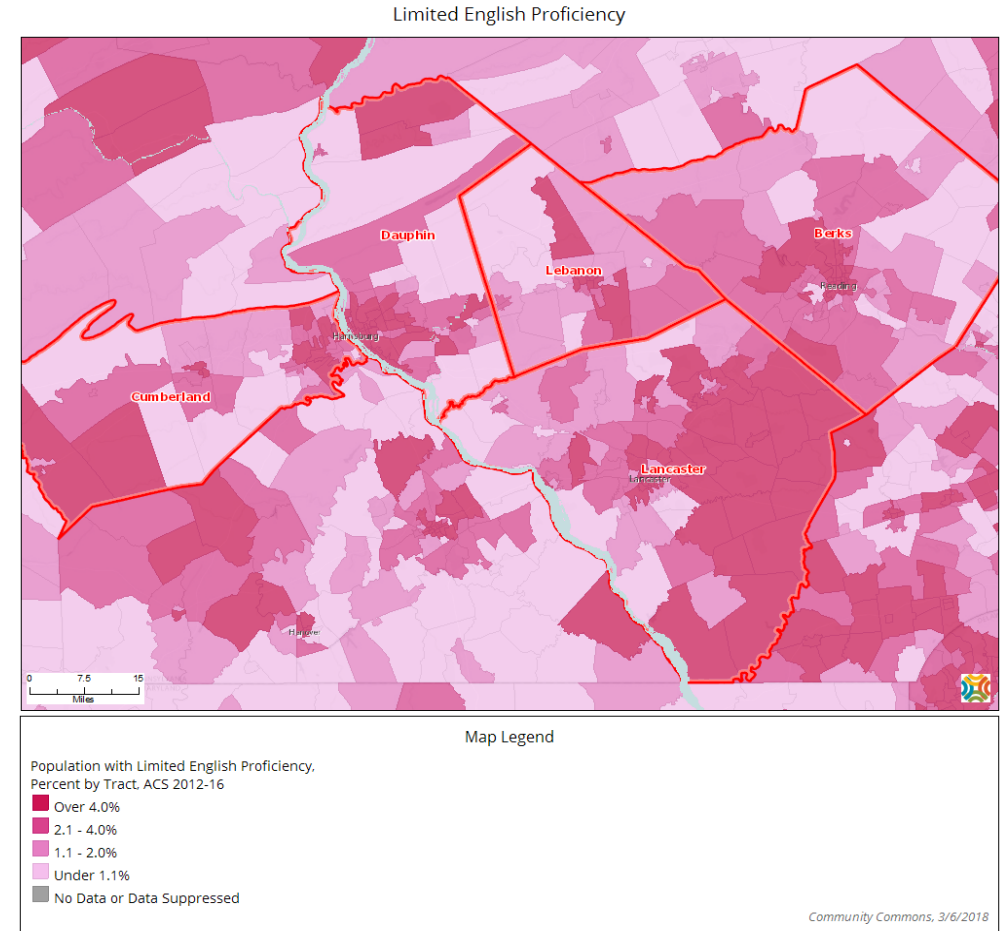 Limited English Proficiency
Dauphin
Berks
Lebanon
Reading
Harrisburg
Cumberland
Lancaster
Lancaster
Hanover
0 7.5 15
Miles
Map Legend
Population with Limited English Proficiency,
Percent by Tract, ACS 2012-16
Over 4.0%
2.1 - 4.0%
1.1 - 2.0%
Under 1.1%
No Data or Data Suppressed
Community Commons, 3/6/2018